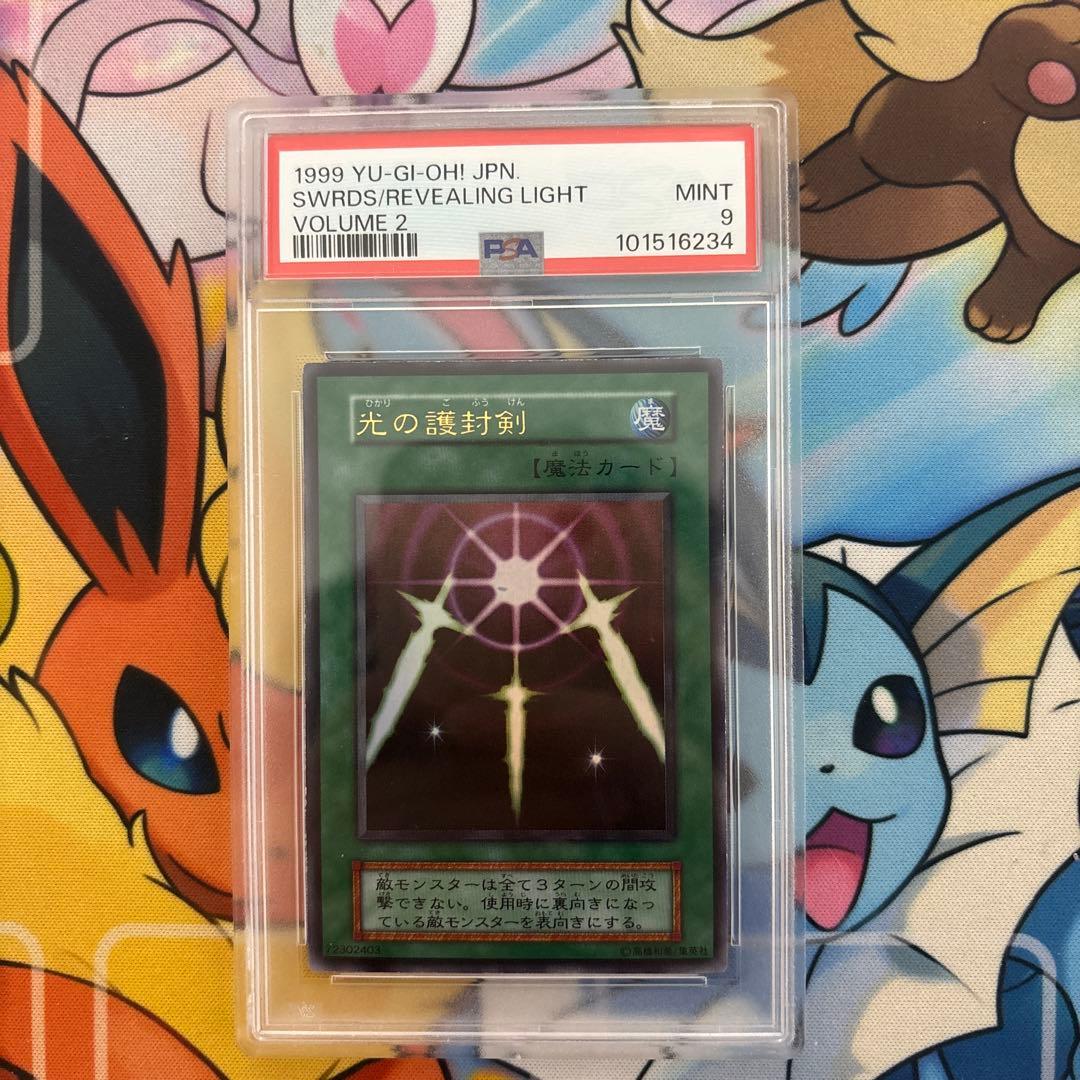 1999 YU-GI-OH! JPN.
SWRDS/REVEALING LIGHT
MINT
VOLUME 2
9
PSA
101516234
ひかり ご ふう けん
光の護封剣
ま
魔
ま ほう
【魔法カード】
敵モンスターは全て3ターンの間攻
撃できない。使用時に裏向きになっ
ている敵モンスターを表向きにする。
72302403
©高橋和希/集英社